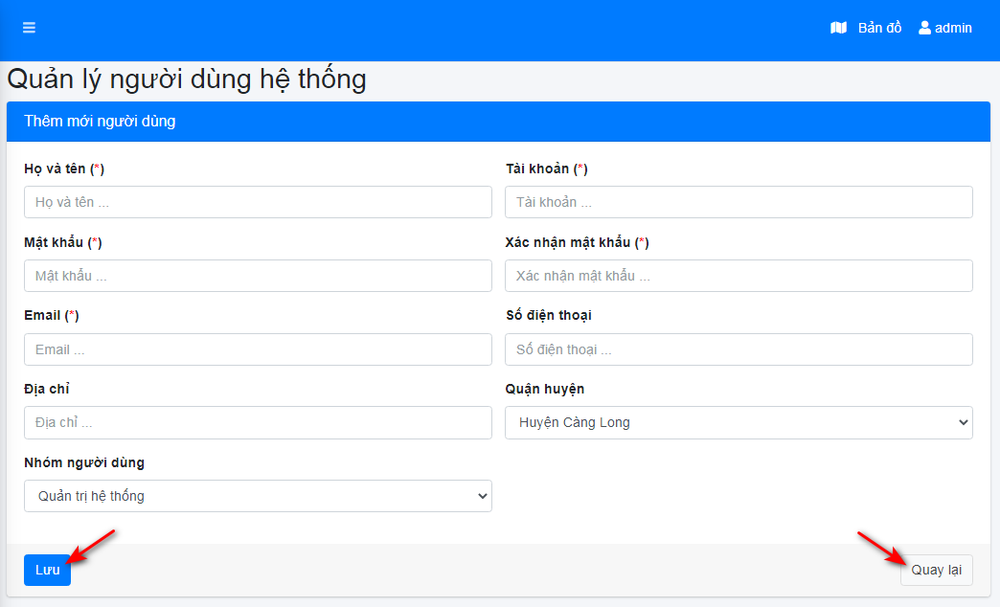 Bản đồ admin
Quản lý người dùng hệ thống
Thêm mới người dùng
Họ và tên (*) Tài khoản (*)
Họ và tên ... Tài khoản ...
Mật khẩu (*) Xác nhận mật khẩu (*)
Mật khẩu ... Xác nhận mật khẩu ...
Email (*) Số điện thoại
Email ... Số điện thoại ...
Địa chỉ Quận huyện
Địa chỉ ... Huyện Càng Long
Nhóm người dùng
Quản trị hệ thống
Lưu Quay lại